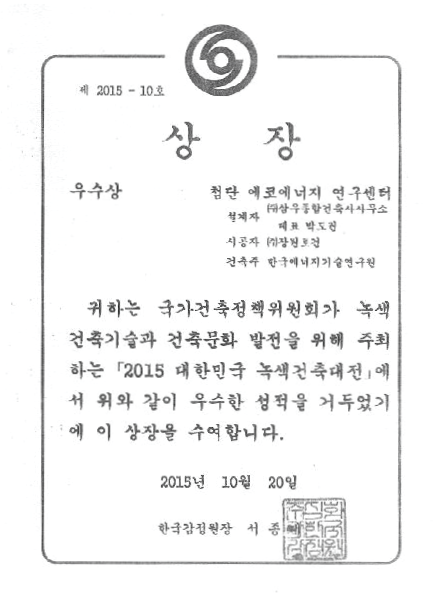 제 2015 - 10호
상 장
우수상 첨단 에코에너지 연구센터
설계자 ㈜삼우종합건축사사무소
대표 박도권
시공자
건축주 한국에너지기술연구원
귀하는 국가건축정책위원회가 녹색
건축기술과 건축문화 발전을 위해 주최
하는 「2015 대한민국 녹색건축대전」에
서 위와 같이 우수한 성적을 거두었기
에 이 상장을 수여합니다.
2015년 10월 20일
한국감정원장 서 종